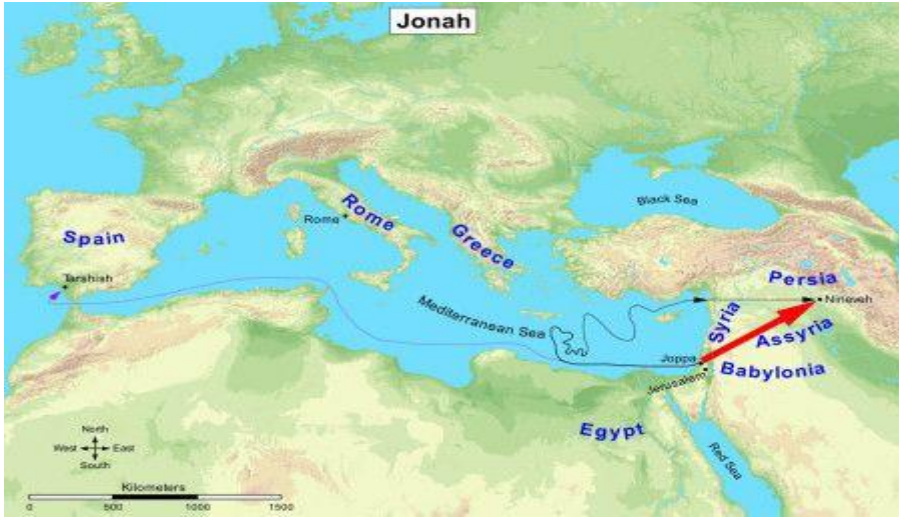 Jonah
Black Sea
Rome
Rome
Spain
Greece
Tarshish
Persia
Nineveh
Mediterranean Sea
Syria
Assyria
Joppa
Jerusalem
Babylonia
Egypt
Red Sea
North
West East
South
Kilometers
0 500 1000 1500